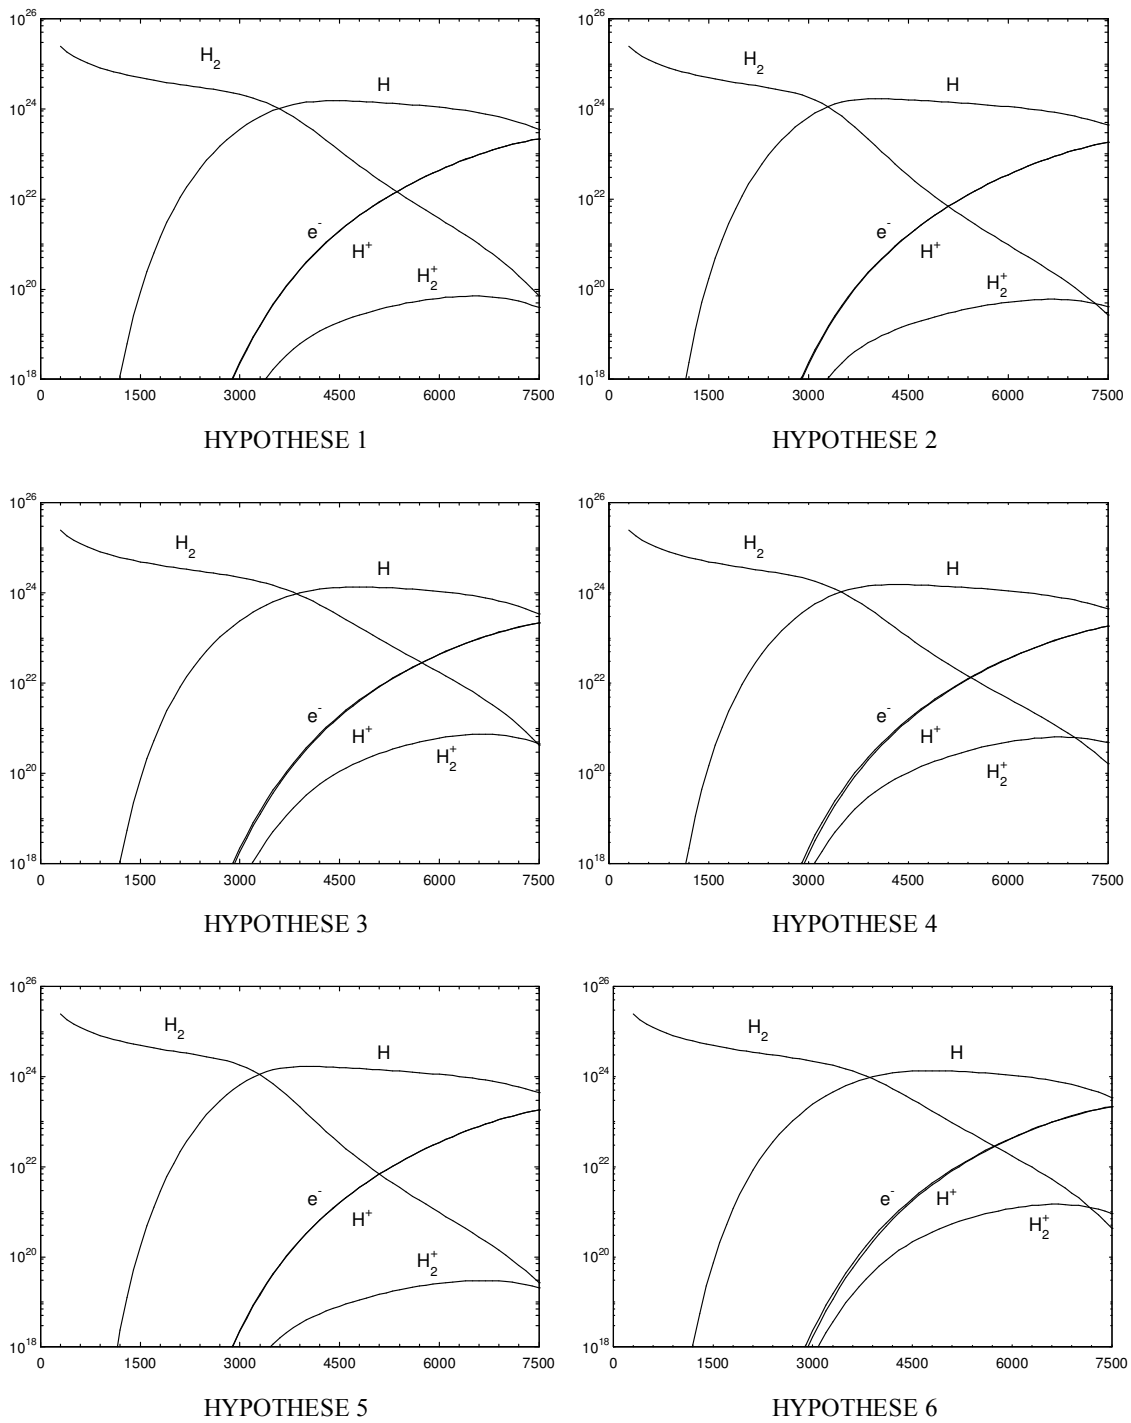 10^26
10^24
10^22
10^20
10^18
H_2
H
e^-
H^+
H_2^+
0 1500 3000 4500 6000 7500
HYPOTHESE 1
10^26
10^24
10^22
10^20
10^18
H_2
H
e^-
H^+
H_2^+
0 1500 3000 4500 6000 7500
HYPOTHESE 2
10^26
10^24
10^22
10^20
10^18
H_2
H
e^-
H^+
H_2^+
0 1500 3000 4500 6000 7500
HYPOTHESE 3
10^26
10^24
10^22
10^20
10^18
H_2
H
e^-
H^+
H_2^+
0 1500 3000 4500 6000 7500
HYPOTHESE 4
10^26
10^24
10^22
10^20
10^18
H_2
H
e^-
H^+
H_2^+
0 1500 3000 4500 6000 7500
HYPOTHESE 5
10^26
10^24
10^22
10^20
10^18
H_2
H
e^-
H^+
H_2^+
0 1500 3000 4500 6000 7500
HYPOTHESE 6